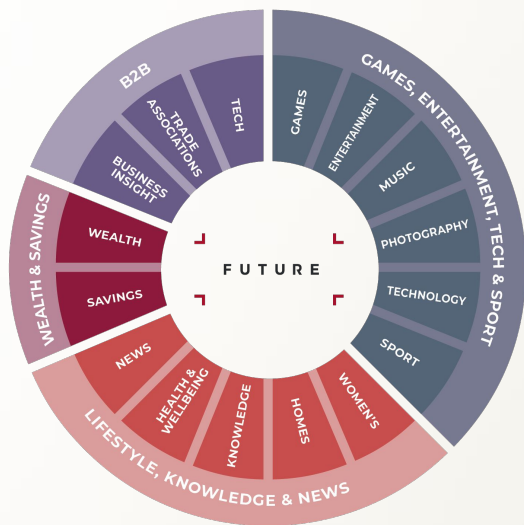 GAMES, ENTERTAINMENT, TECH & SPORT
GAMES
ENTERTAINMENT
MUSIC
PHOTOGRAPHY
TECHNOLOGY
SPORT
LIFESTYLE, KNOWLEDGE & NEWS
WOMEN'S
HOMES
KNOWLEDGE
HEALTH &
WELLBEING
NEWS
WEALTH & SAVINGS
SAVINGS
WEALTH
B2B
BUSINESS
INSIGHT
TRADE
ASSOCIATIONS
TECH
FUTURE